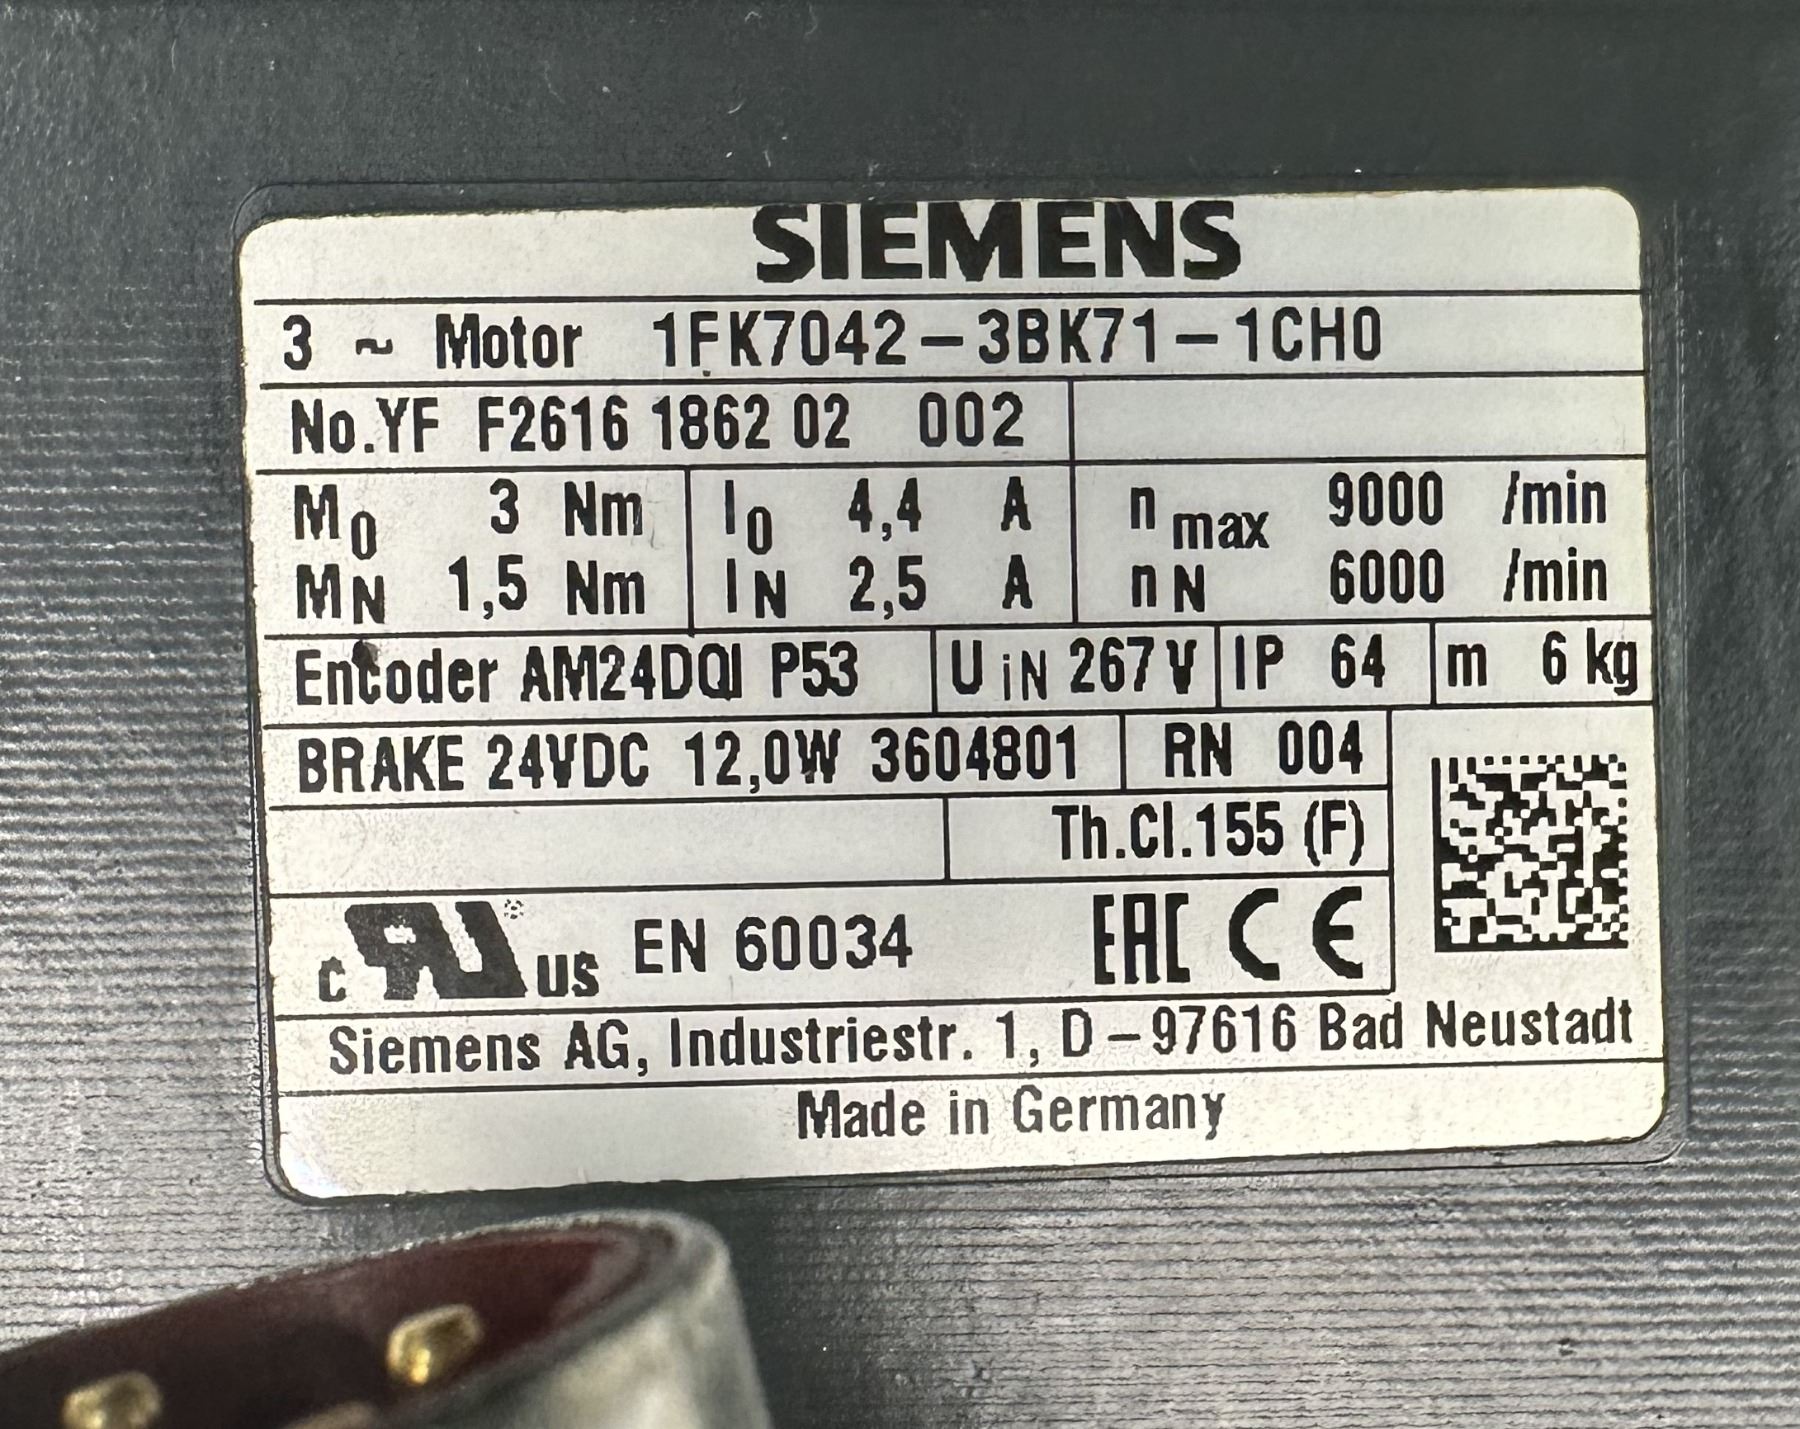 SIEMENS
3 ~ Motor 1FK7042-3BK71-1CH0
No.YF F2616 1862 02 002
M0 3 Nm I0 4,4 A n max 9000 /min
MN 1,5 Nm IN 2,5 A n N 6000 /min
Encoder AM24DQI P53 U iN 267 V IP 64 m 6 kg
BRAKE 24VDC 12,0W 3604801 RN 004
Th.Cl.155 (F)
c RU us EN 60034 EAC CE
Siemens AG, Industriestr. 1, D-97616 Bad Neustadt
Made in Germany